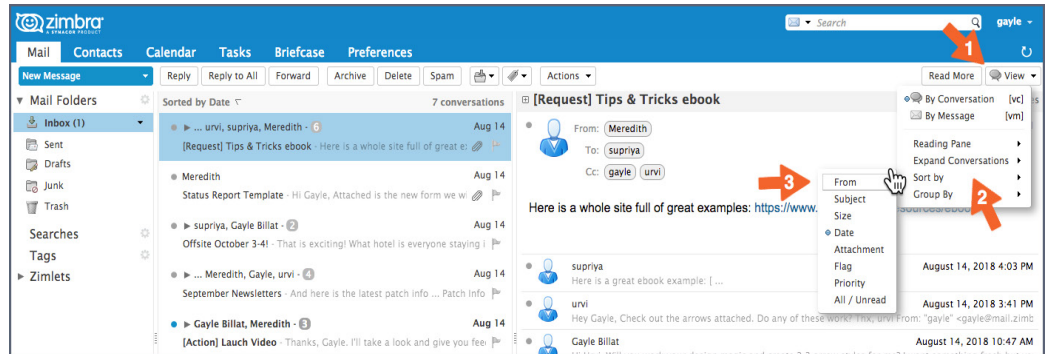 zimbra
A SYNACOR PRODUCT
Search
gayle
Mail Contacts Calendar Tasks Briefcase Preferences
1
New Message
Reply Reply to All Forward Archive Delete Spam Actions Read More View
Mail Folders
Inbox (1)
Sent
Drafts
Junk
Trash
Searches
Tags
Zimlets
Sorted by Date 7 conversations
... urvi, supriya, Meredith - 6 Aug 14
[Request] Tips & Tricks ebook - Here is a whole site full of great e:
Meredith Aug 14
Status Report Template - Hi Gayle, Attached is the new form we wi
supriya, Gayle Billat - 2 Aug 14
Offsite October 3-4! - That is exciting! What hotel is everyone staying i
... Meredith, Gayle, urvi - 4 Aug 14
September Newsletters - And here is the latest patch info ... Patch Info
Gayle Billat, Meredith - 3 Aug 14
[Action] Lauch Video - Thanks, Gayle. I'll take a look and give you fee
[Request] Tips & Tricks ebook
From: Meredith
To: supriya
Cc: gayle urvi
Here is a whole site full of great examples: https://www.
By Conversation [vc]
By Message [vm]
Reading Pane
Expand Conversations
Sort by
Group By
2
3
From
Subject
Size
Date
Attachment
Flag
Priority
All / Unread
supriya August 14, 2018 4:03 PM
Here is a great ebook example: [ ...
urvi August 14, 2018 3:41 PM
Hey Gayle, Check out the arrows attached. Do any of these work? Thx, urvi From: "gayle" <gayle@mail.zimb
Gayle Billat August 14, 2018 10:47 AM